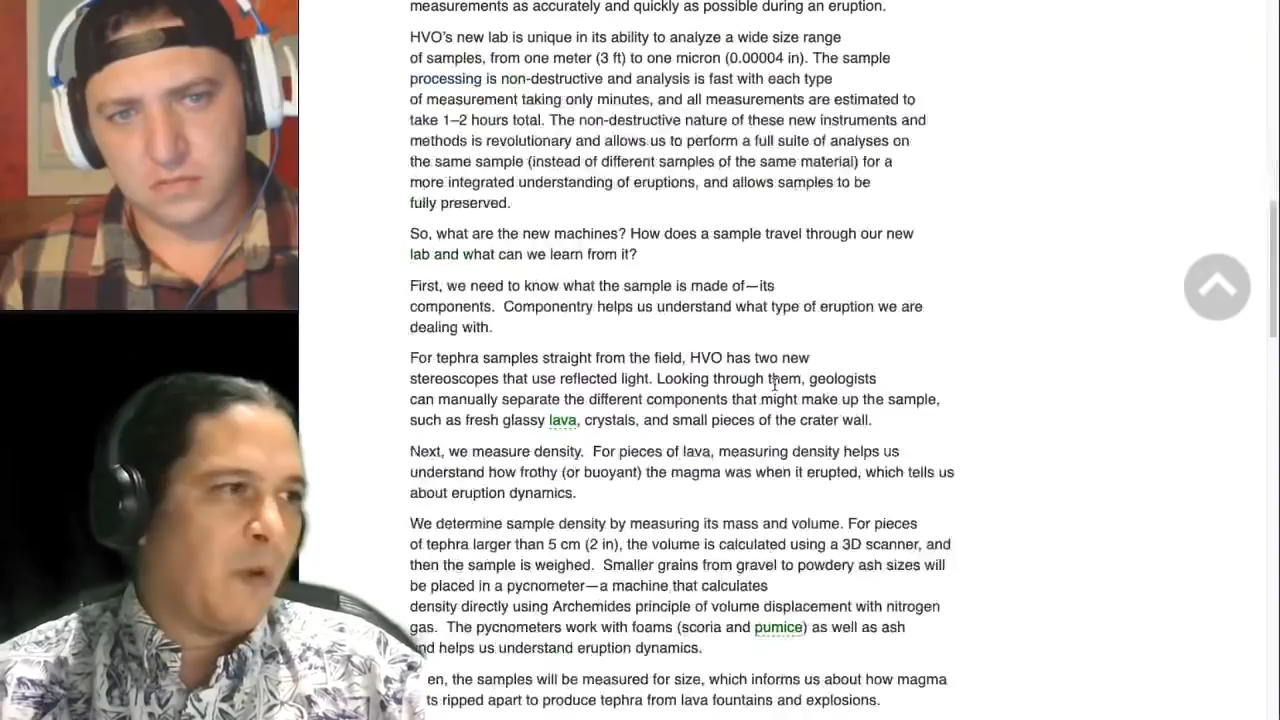 measurements as accurately and quickly as possible during an eruption.
HVO's new lab is unique in its ability to analyze a wide size range
of samples, from one meter (3 ft) to one micron (0.00004 in). The sample
processing is non-destructive and analysis is fast with each type
of measurement taking only minutes, and all measurements are estimated to
take 1–2 hours total. The non-destructive nature of these new instruments and
methods is revolutionary and allows us to perform a full suite of analyses on
the same sample (instead of different samples of the same material) for a
more integrated understanding of eruptions, and allows samples to be
fully preserved.
So, what are the new machines? How does a sample travel through our new
lab and what can we learn from it?
First, we need to know what the sample is made of—its
components.  Componentry helps us understand what type of eruption we are
dealing with.
For tephra samples straight from the field, HVO has two new
stereoscopes that use reflected light. Looking through them, geologists
can manually separate the different components that might make up the sample,
such as fresh glassy lava, crystals, and small pieces of the crater wall.
Next, we measure density.  For pieces of lava, measuring density helps us
understand how frothy (or buoyant) the magma was when it erupted, which tells us
about eruption dynamics.
We determine sample density by measuring its mass and volume. For pieces
of tephra larger than 5 cm (2 in), the volume is calculated using a 3D scanner, and
then the sample is weighed.  Smaller grains from gravel to powdery ash sizes will
be placed in a pycnometer—a machine that calculates
density directly using Archemides principle of volume displacement with nitrogen
gas.  The pycnometers work with foams (scoria and pumice) as well as ash
nd helps us understand eruption dynamics.
en, the samples will be measured for size, which informs us about how magma
ts ripped apart to produce tephra from lava fountains and explosions.